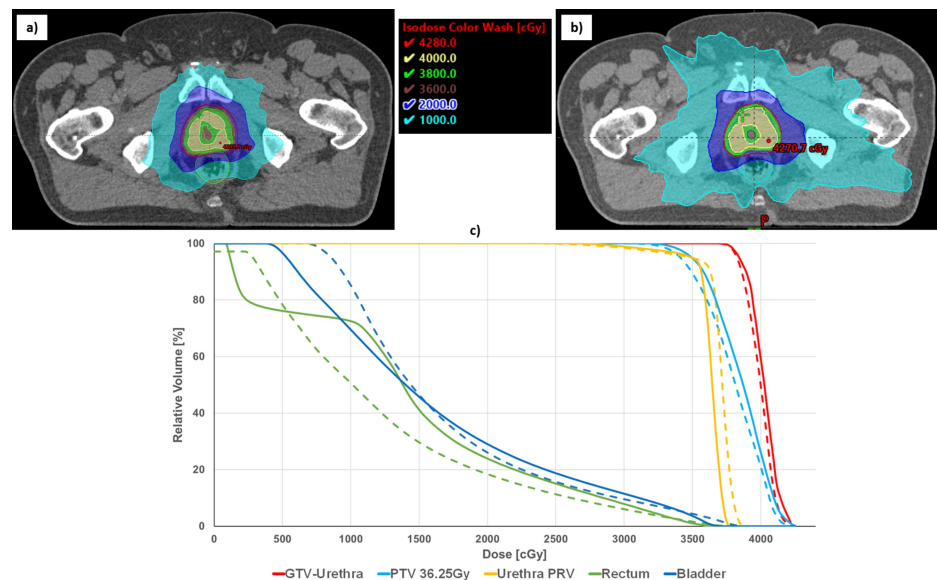 a)
Isodose Color Wash [cGy]
✔ 4280.0
✔ 4000.0
✔ 3800.0
✔ 3600.0
✔ 2000.0
✔ 1000.0
b)
4270.7 cGy
p
c)
100
80
60
40
20
0
Relative Volume [%]
0 500 1000 1500 2000 2500 3000 3500 4000
Dose [cGy]
GTV-Urethra PTV 36.25Gy Urethra PRV Rectum Bladder